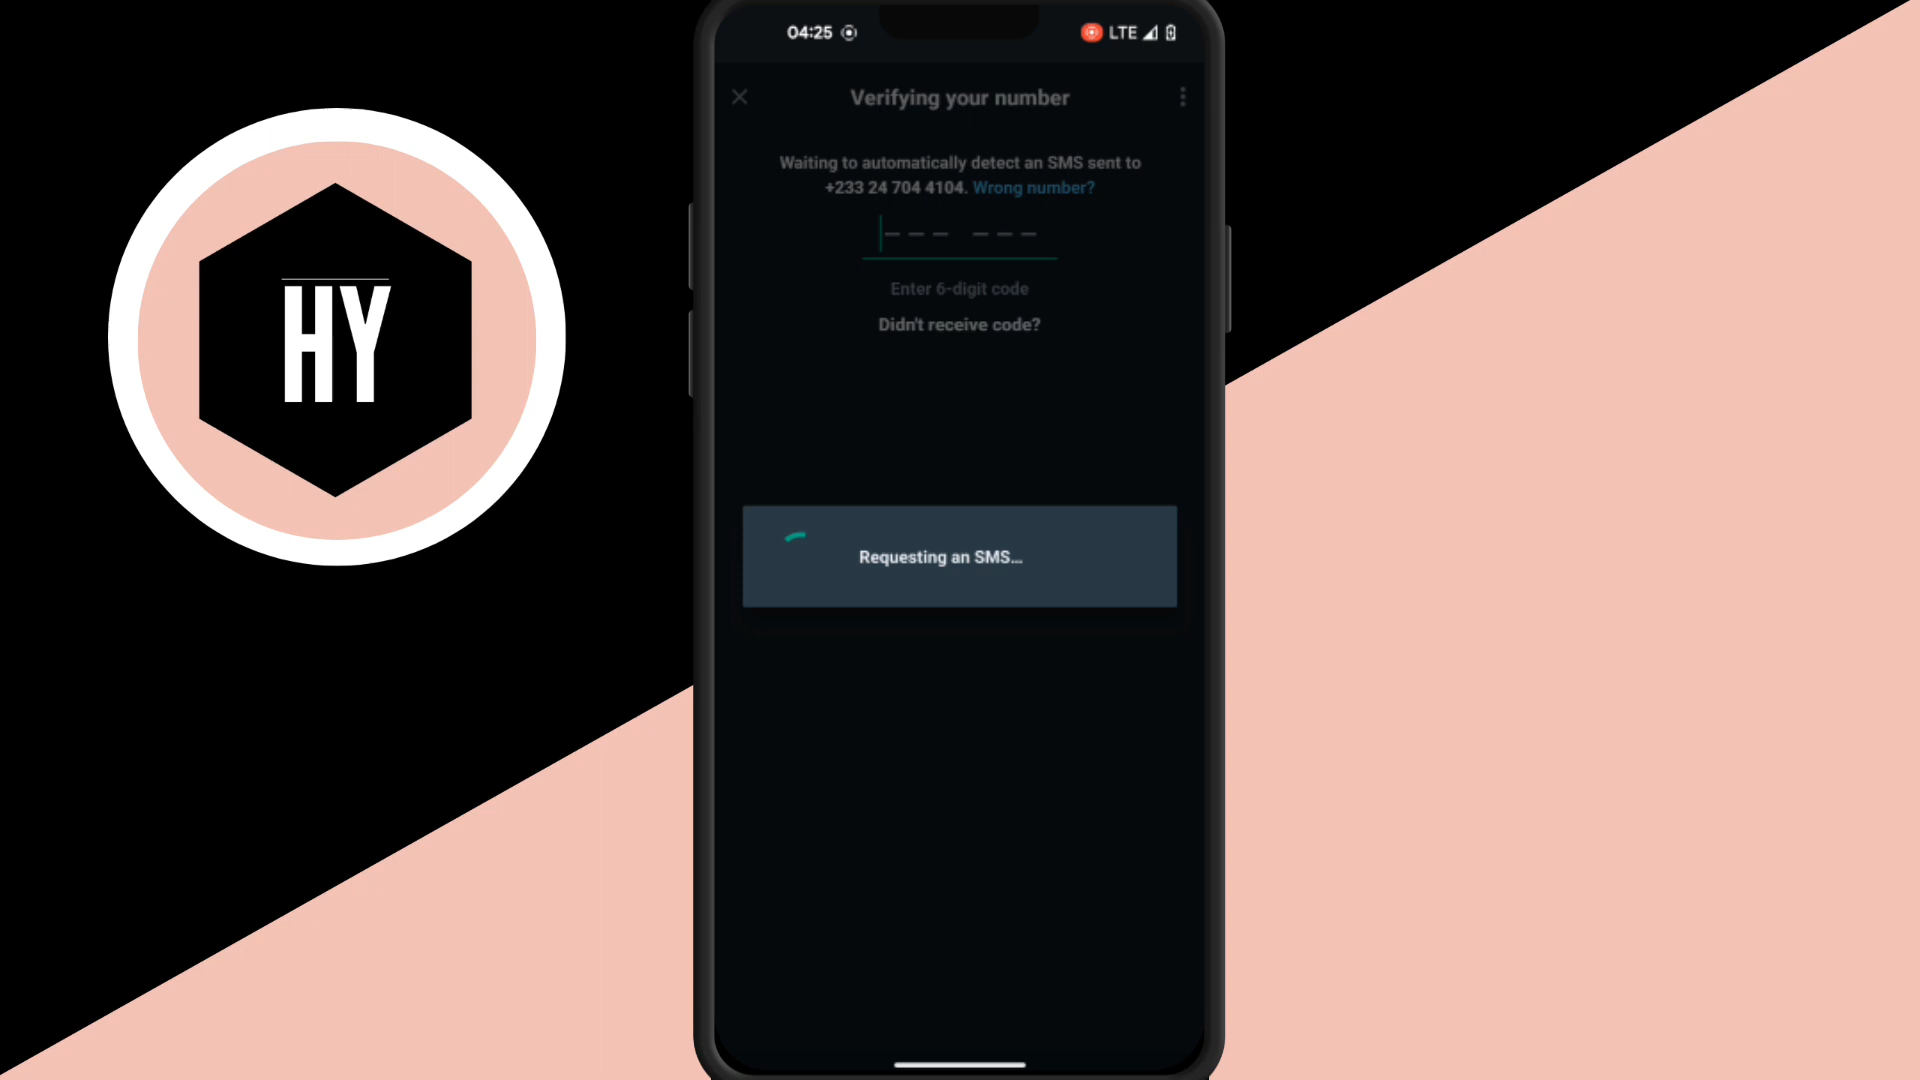 HY
04:25 LTE
Verifying your number
Waiting to automatically detect an SMS sent to
+233 24 704 4104. Wrong number?
Enter 6-digit code
Didn't receive code?
Requesting an SMS...